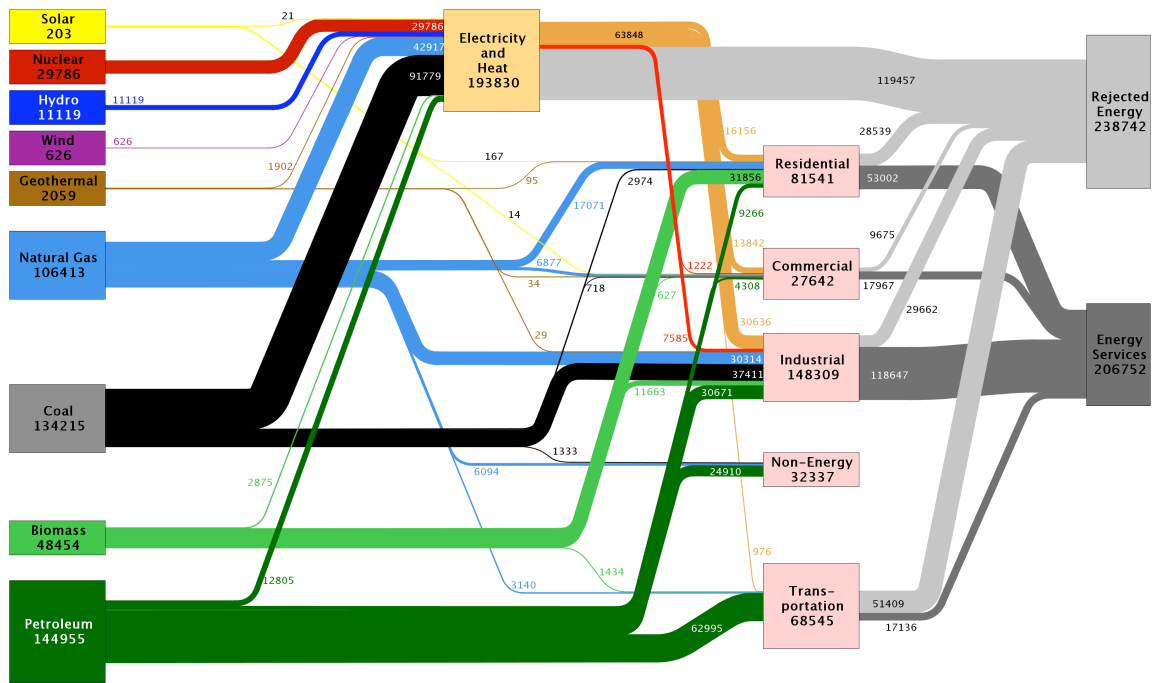 Solar
203
21
Nuclear
29786
29786
Hydro
11119
11119
42917
91779
Electricity
and
Heat
193830
63848
119457
Rejected
Energy
238742
Wind
626
626
1902
Geothermal
2059
167
95
2974
14
17071
16156
31856
9266
Residential
81541
28539
53002
Natural Gas
106413
6877
34
718
627
1222
13842
4308
Commercial
27642
9675
17967
29
7585
30636
30314
37411
11663
30671
Industrial
148309
29662
118647
Energy
Services
206752
Coal
134215
1333
6094
24910
Non-Energy
32337
2875
Biomass
48454
1434
976
12805
3140
Petroleum
144955
62995
Trans-
portation
68545
51409
17136